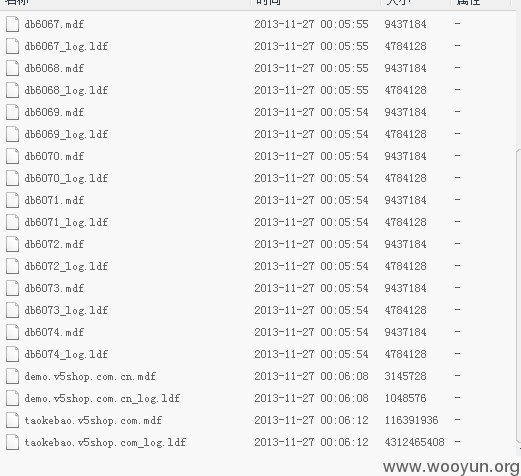 名称 时间 大小 属性
db6067.mdf 2013-11-27 00:05:55 9437184 -
db6067_log.ldf 2013-11-27 00:05:55 4784128 -
db6068.mdf 2013-11-27 00:05:55 9437184 -
db6068_log.ldf 2013-11-27 00:05:55 4784128 -
db6069.mdf 2013-11-27 00:05:54 9437184 -
db6069_log.ldf 2013-11-27 00:05:54 4784128 -
db6070.mdf 2013-11-27 00:05:54 9437184 -
db6070_log.ldf 2013-11-27 00:05:54 4784128 -
db6071.mdf 2013-11-27 00:05:54 9437184 -
db6071_log.ldf 2013-11-27 00:05:54 4784128 -
db6072.mdf 2013-11-27 00:05:54 9437184 -
db6072_log.ldf 2013-11-27 00:05:54 4784128 -
db6073.mdf 2013-11-27 00:05:54 9437184 -
db6073_log.ldf 2013-11-27 00:05:54 4784128 -
db6074.mdf 2013-11-27 00:05:54 9437184 -
db6074_log.ldf 2013-11-27 00:05:54 4784128 -
demo.v5shop.com.cn.mdf 2013-11-27 00:06:08 3145728 -
demo.v5shop.com.cn_log.ldf 2013-11-27 00:06:08 1048576 -
taokebao.v5shop.com.mdf 2013-11-27 00:06:12 116391936 -
taokebao.v5shop.com_log.ldf 2013-11-27 00:06:12 4312465408 -
www.wooyun.org